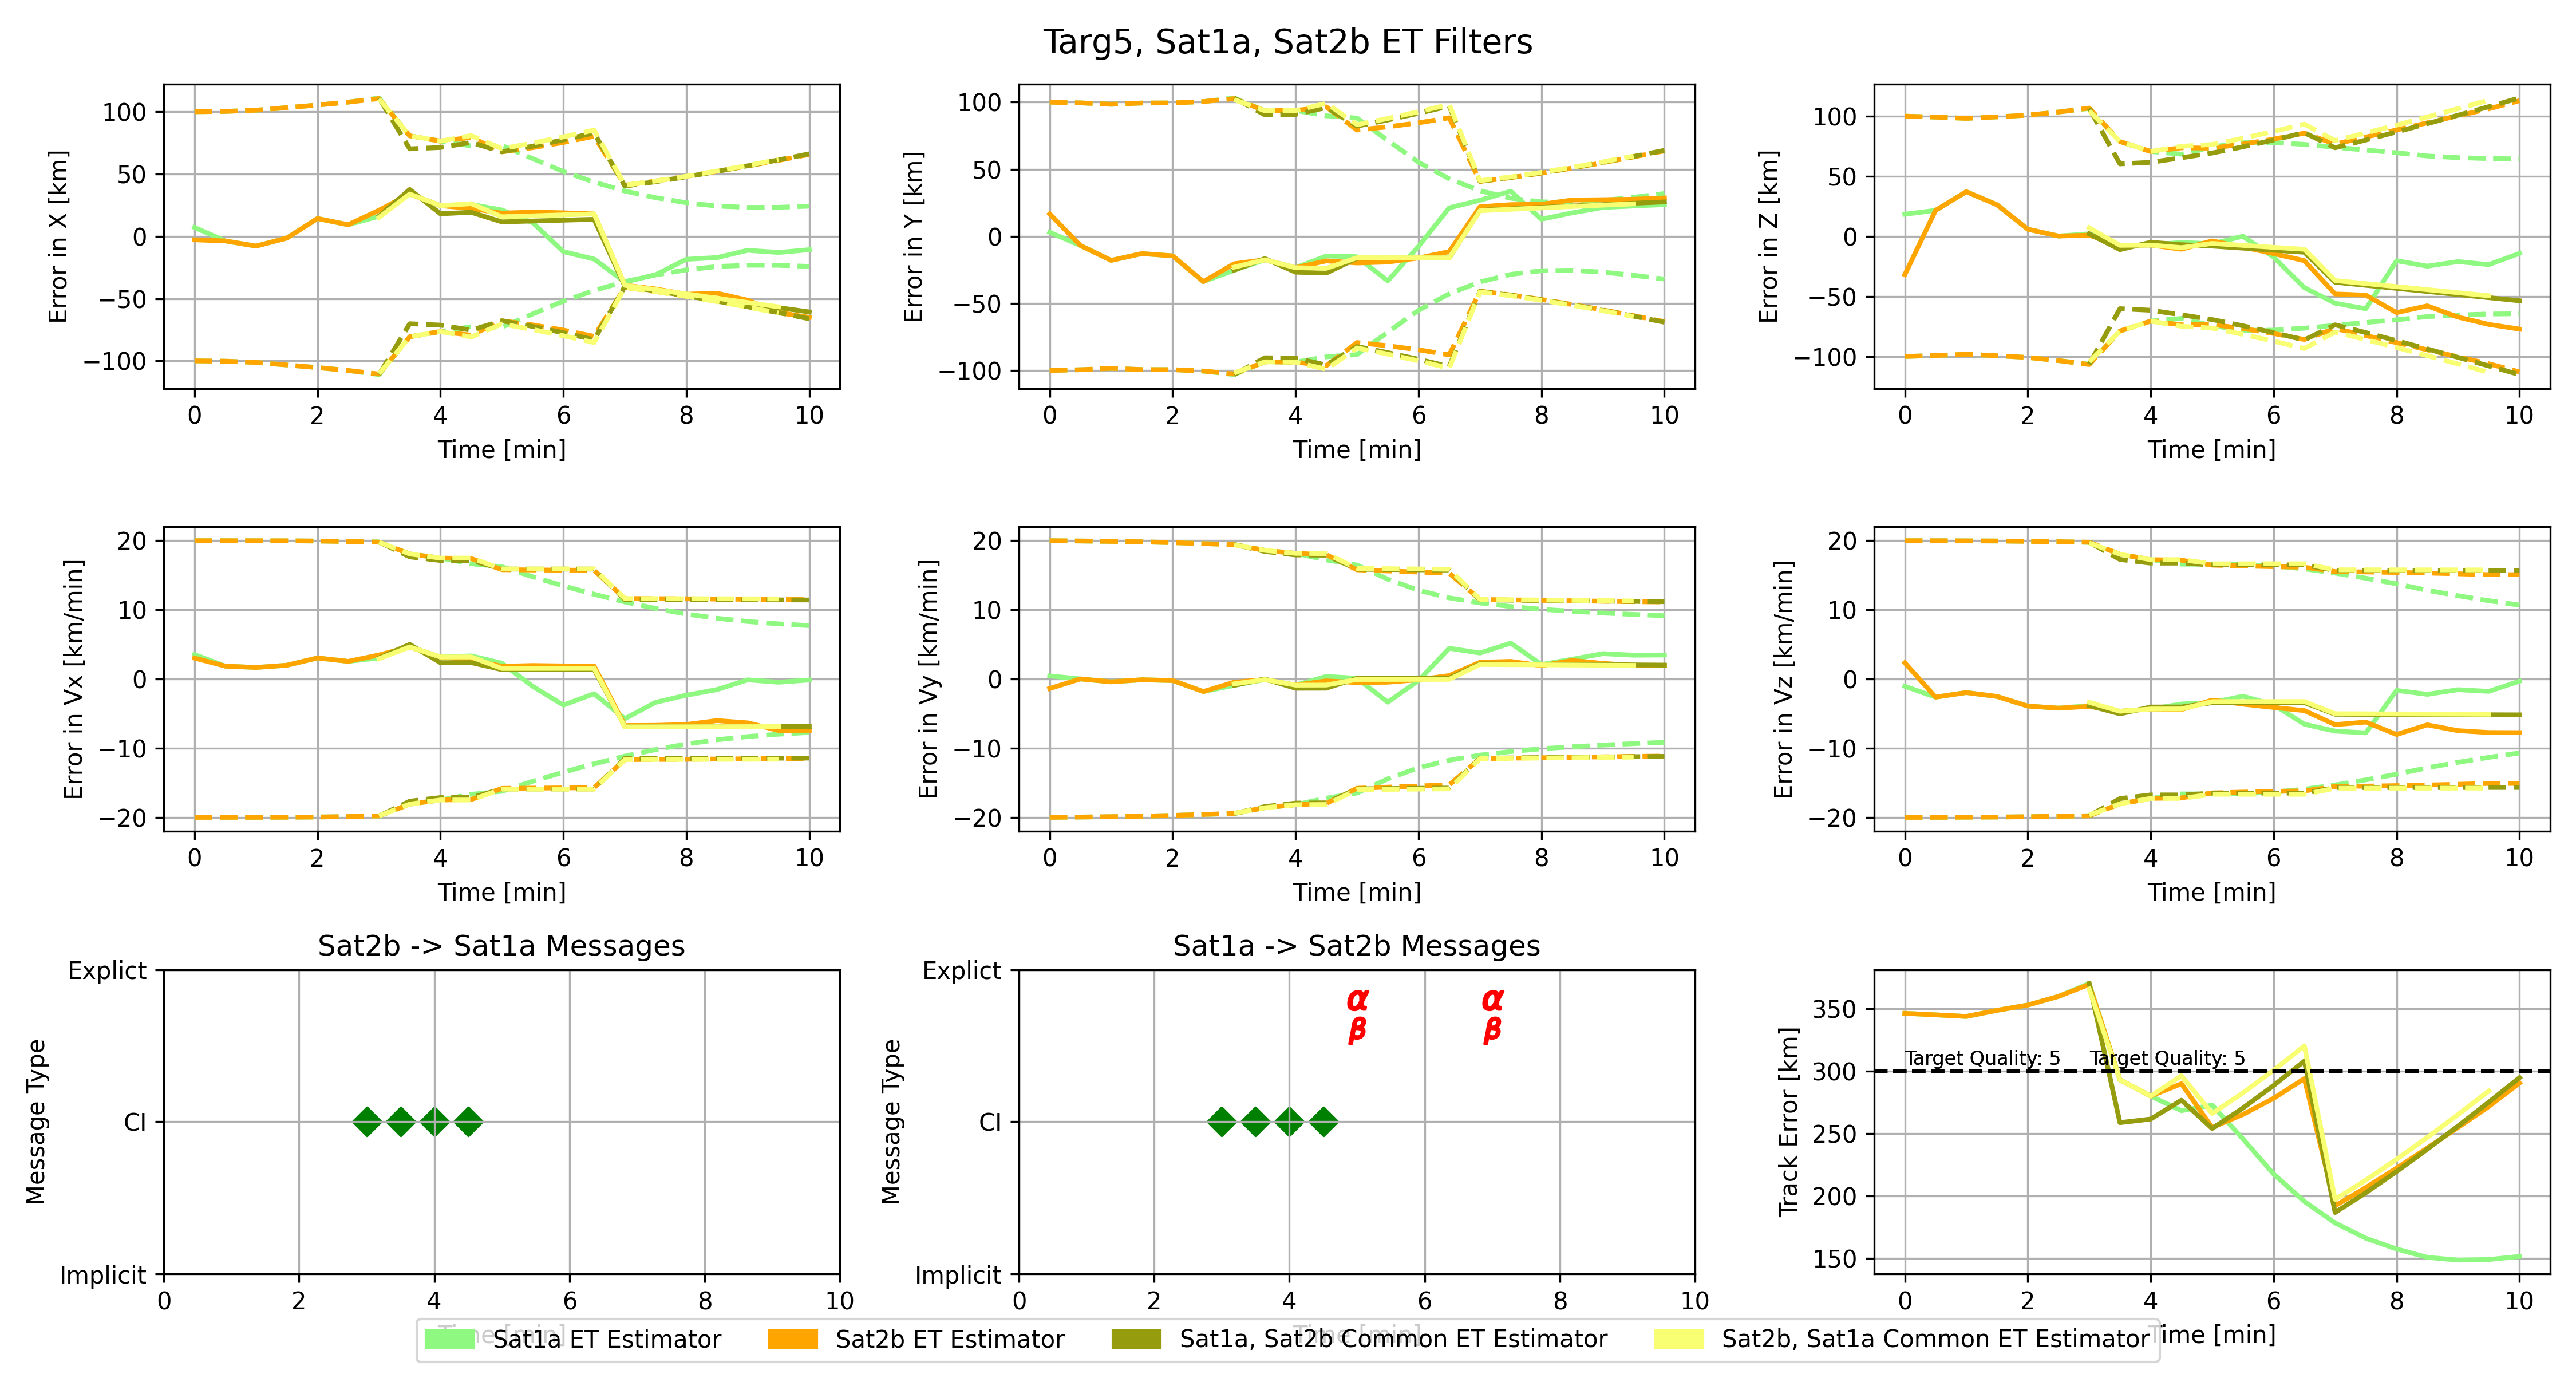 Targ5, Sat1a, Sat2b ET Filters
Error in X [km]
100
50
0
−50
−100
0 2 4 6 8 10
Time [min]
Error in Y [km]
100
50
0
−50
−100
0 2 4 6 8 10
Time [min]
Error in Z [km]
100
50
0
−50
−100
0 2 4 6 8 10
Time [min]
Error in Vx [km/min]
20
10
0
−10
−20
0 2 4 6 8 10
Time [min]
Error in Vy [km/min]
20
10
0
−10
−20
0 2 4 6 8 10
Time [min]
Error in Vz [km/min]
20
10
0
−10
−20
0 2 4 6 8 10
Time [min]
Sat2b -> Sat1a Messages
Message Type
Explict
CI
Implicit
0 2 4 6 8 10
Time [min]
Sat1a -> Sat2b Messages
Message Type
Explict
CI
Implicit
α α
β β
0 2 4 6 8 10
Time [min]
Track Error [km]
350
300
250
200
150
Target Quality: 5 Target Quality: 5
0 2 4 6 8 10
Time [min]
Sat1a ET Estimator Sat2b ET Estimator Sat1a, Sat2b Common ET Estimator Sat2b, Sat1a Common ET Estimator